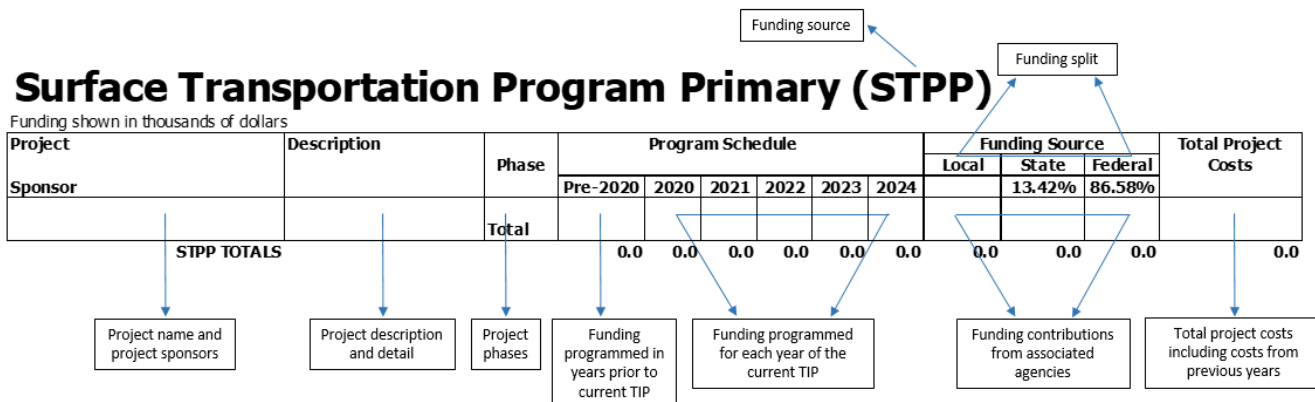 Funding source
Funding split
Surface Transportation Program Primary (STPP)
Funding shown in thousands of dollars
Project
Sponsor
Description
Phase
Program Schedule
Funding Source
Total Project
Costs
Local State Federal
Pre-2020 2020 2021 2022 2023 2024
13.42% 86.58%
Total
STPP TOTALS 0.0 0.0 0.0 0.0 0.0 0.0 0.0 0.0 0.0 0.0
Project name and
project sponsors
Project description
and detail
Project
phases
Funding
programmed in
years prior to
current TIP
Funding programmed
for each year of the
current TIP
Funding contributions
from associated
agencies
Total project costs
including costs from
previous years